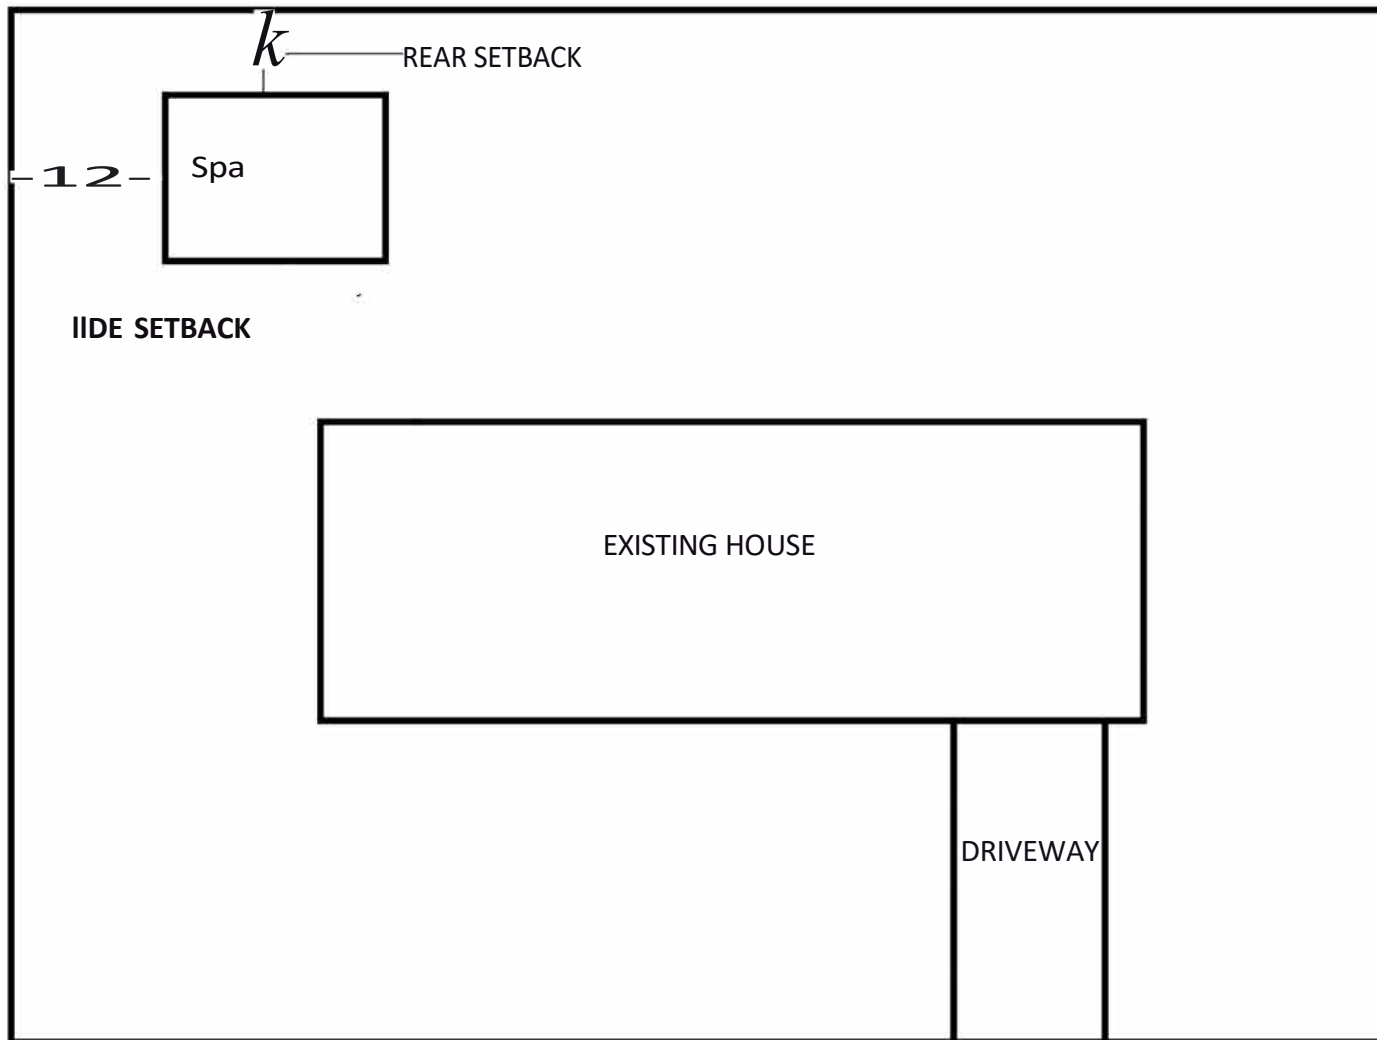 k
REAR SETBACK
-12-
Spa
IIDE SETBACK
EXISTING HOUSE
DRIVEWAY